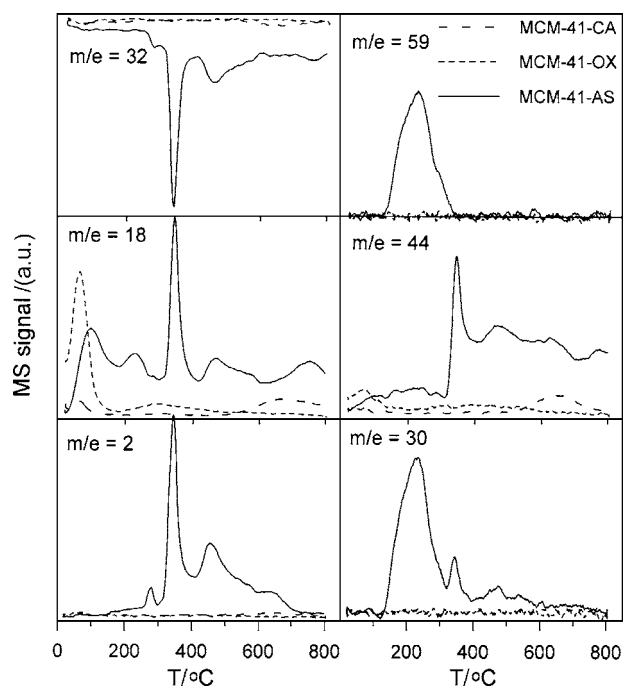 m/e = 32
m/e = 59
MCM-41-CA
MCM-41-OX
MCM-41-AS
m/e = 18
m/e = 44
m/e = 2
m/e = 30
MS signal /(a.u.)
0 200 400 600 800
0 200 400 600 800
T/°C
T/°C